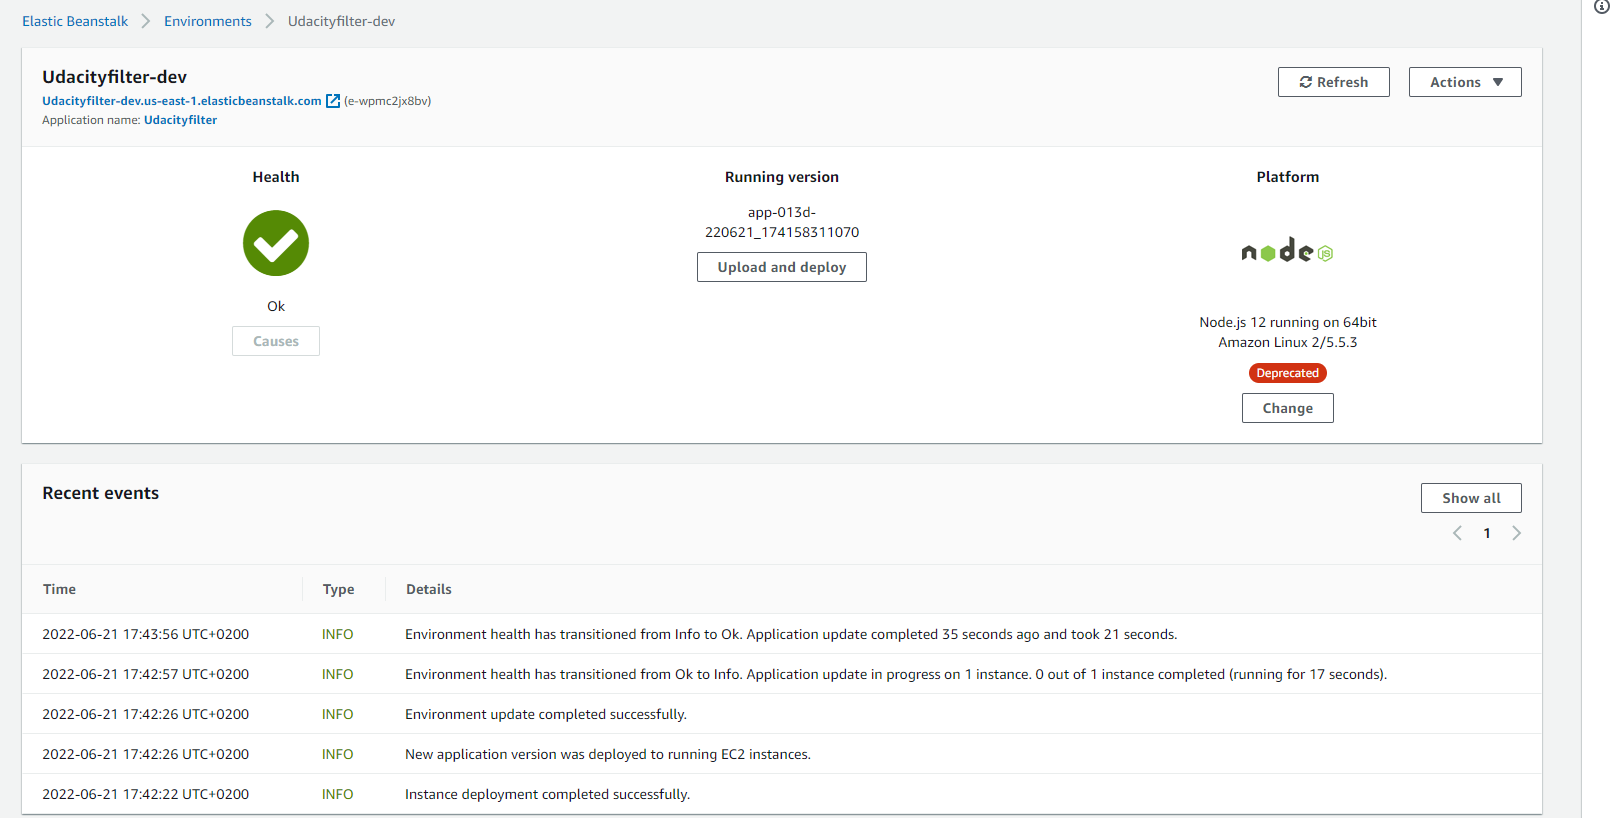 Elastic Beanstalk > Environments > Udacityfilter-dev
Udacityfilter-dev
Udacityfilter-dev.us-east-1.elasticbeanstalk.com (e-wpmc2jx8bv)
Application name: Udacityfilter
Refresh
Actions
Health
Ok
Causes
Running version
app-013d-
220621_174158311070
Upload and deploy
Platform
node JS
Node.js 12 running on 64bit
Amazon Linux 2/5.5.3
Deprecated
Change
Recent events
Show all
< 1 >
Time Type Details
2022-06-21 17:43:56 UTC+0200 INFO Environment health has transitioned from Info to Ok. Application update completed 35 seconds ago and took 21 seconds.
2022-06-21 17:42:57 UTC+0200 INFO Environment health has transitioned from Ok to Info. Application update in progress on 1 instance. 0 out of 1 instance completed (running for 17 seconds).
2022-06-21 17:42:26 UTC+0200 INFO Environment update completed successfully.
2022-06-21 17:42:26 UTC+0200 INFO New application version was deployed to running EC2 instances.
2022-06-21 17:42:22 UTC+0200 INFO Instance deployment completed successfully.